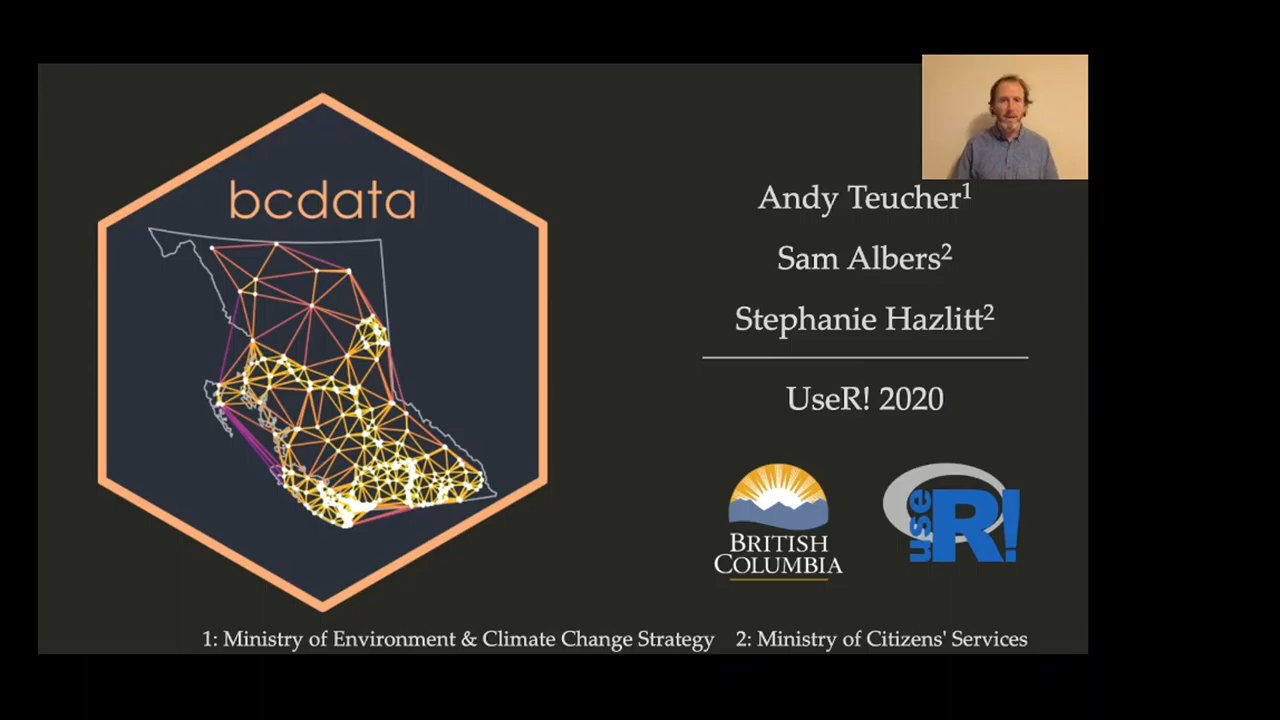 bcdata
Andy Teucher¹
Sam Albers²
Stephanie Hazlitt²
UseR! 2020
BRITISH
COLUMBIA
useR!
1: Ministry of Environment & Climate Change Strategy 2: Ministry of Citizens' Services